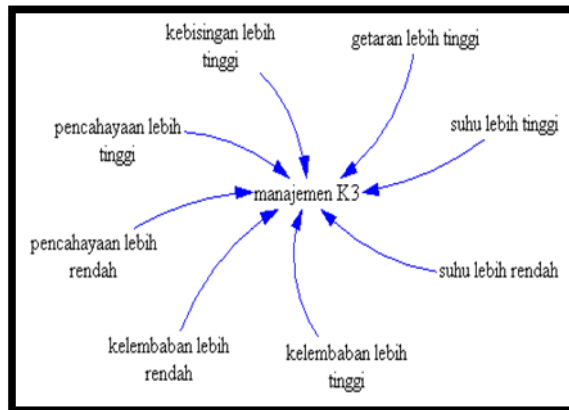 kebisingan lebih
tinggi
getaran lebih tinggi
pencahayaan lebih
tinggi
suhu lebih tinggi
manajemen K3
pencahayaan lebih
rendah
suhu lebih rendah
kelembaban lebih
rendah
kelembaban lebih
tinggi